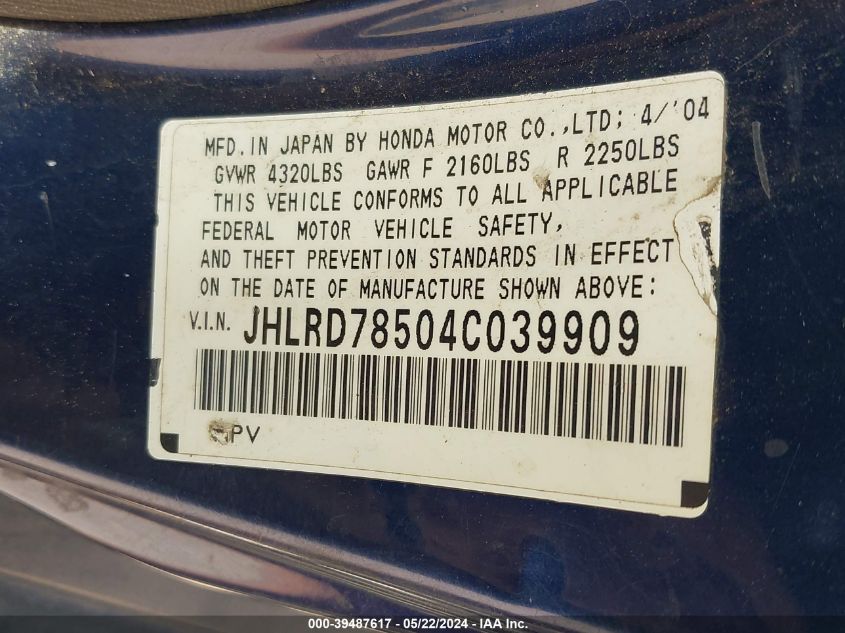 MFD. IN JAPAN BY HONDA MOTOR CO.,LTD; 4/'04
GVWR 4320LBS GAWR F 2160LBS R 2250LBS
THIS VEHICLE CONFORMS TO ALL APPLICABLE
FEDERAL MOTOR VEHICLE SAFETY,
AND THEFT PREVENTION STANDARDS IN EFFECT
ON THE DATE OF MANUFACTURE SHOWN ABOVE:
V.I.N. JHLRD78504C039909
PV
000-39487617 - 05/22/2024 - IAA Inc.